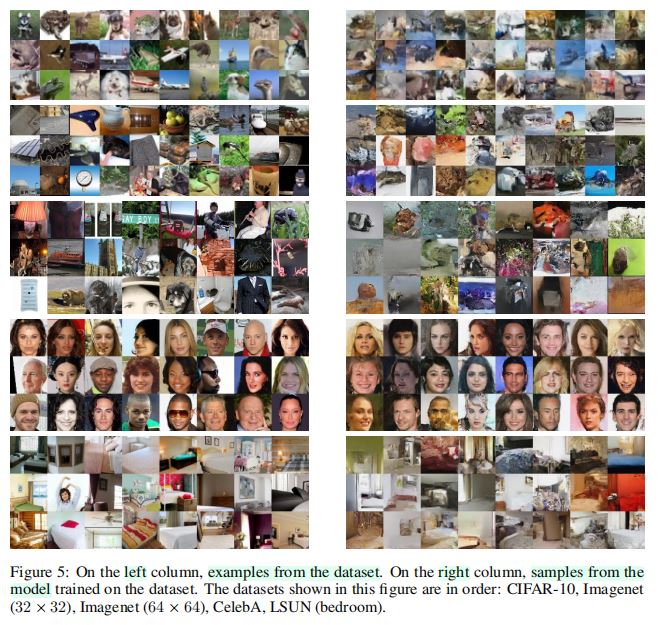 GAY BOY C
Figure 5: On the left column, examples from the dataset. On the right column, samples from the
model trained on the dataset. The datasets shown in this figure are in order: CIFAR-10, Imagenet
(32 × 32), Imagenet (64 × 64), CelebA, LSUN (bedroom).